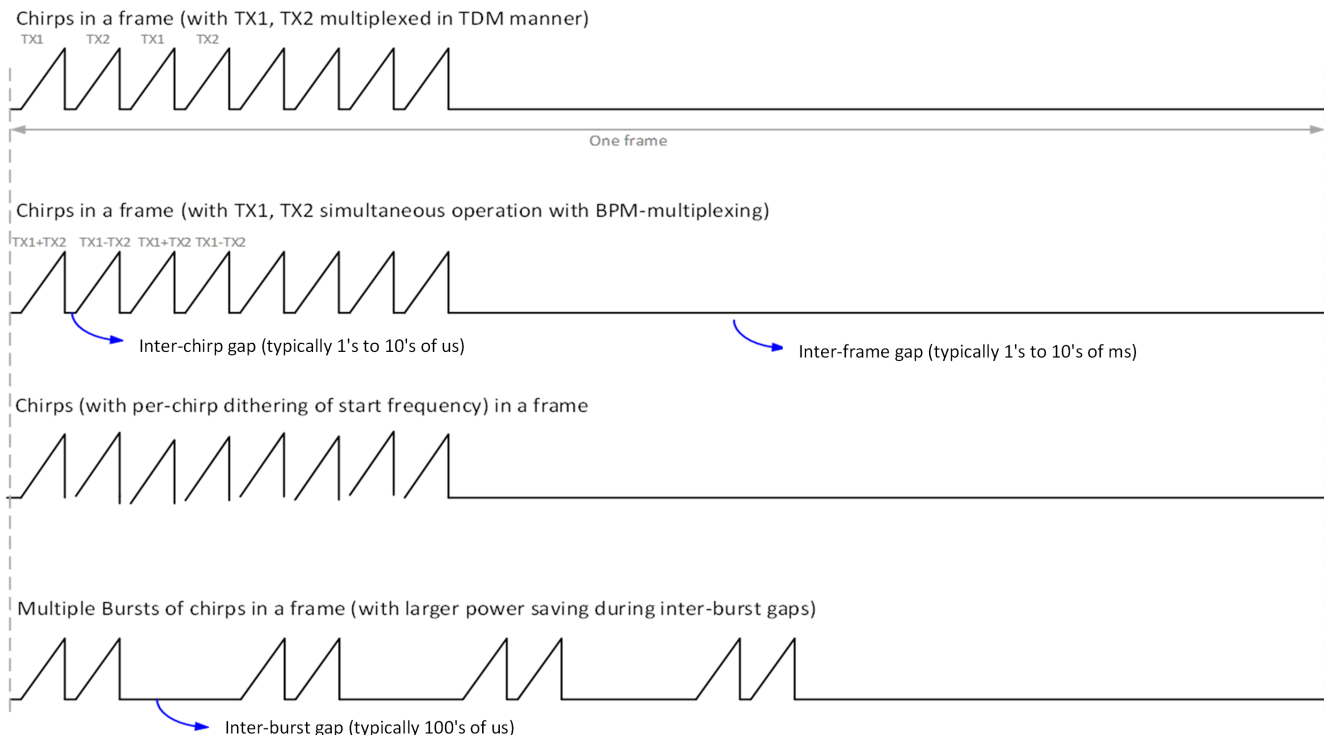 Chirps in a frame (with TX1, TX2 multiplexed in TDM manner)
TX1 TX2 TX1 TX2
One frame
Chirps in a frame (with TX1, TX2 simultaneous operation with BPM-multiplexing)
TX1+TX2 TX1-TX2 TX1+TX2 TX1-TX2
Inter-chirp gap (typically 1's to 10's of us)
Inter-frame gap (typically 1's to 10's of ms)
Chirps (with per-chirp dithering of start frequency) in a frame
Multiple Bursts of chirps in a frame (with larger power saving during inter-burst gaps)
Inter-burst gap (typically 100's of us)